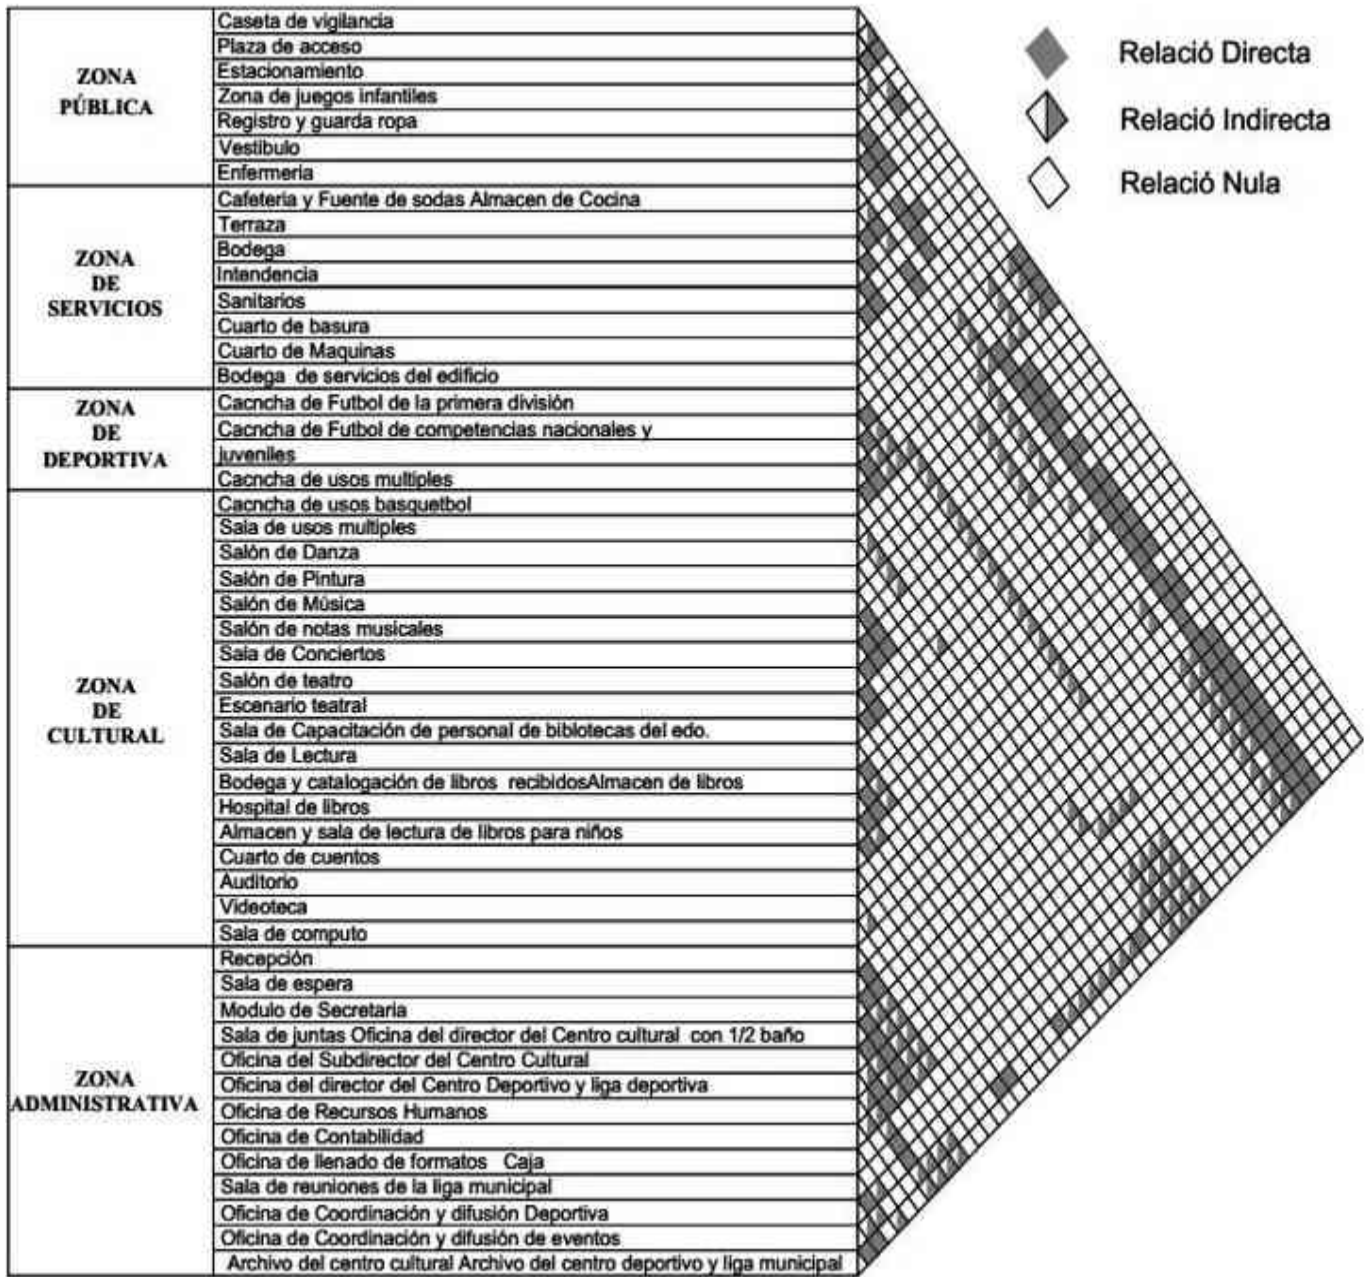 ZONA
PÚBLICA
Caseta de vigilancia
Plaza de acceso
Estacionamiento
Zona de juegos infantiles
Registro y guarda ropa
Vestibulo
Enfermeria
ZONA
DE
SERVICIOS
Cafeteria y Fuente de sodas Almacen de Cocina
Terraza
Bodega
Intendencia
Sanitarios
Cuarto de basura
Cuarto de Maquinas
Bodega de servicios del edificio
ZONA
DE
DEPORTIVA
Cacncha de Futbol de la primera división
Cacncha de Futbol de competencias nacionales y
juveniles
Cacncha de usos multiples
ZONA
DE
CULTURAL
Cacncha de usos basquetbol
Sala de usos multiples
Salón de Danza
Salón de Pintura
Salón de Música
Salón de notas musicales
Sala de Conciertos
Salón de teatro
Escenario teatral
Sala de Capacitación de personal de biblotecas del edo.
Sala de Lectura
Bodega y catalogación de libros recibidosAlmacen de libros
Hospital de libros
Almacen y sala de lectura de libros para niños
Cuarto de cuentos
Auditorio
Videoteca
Sala de computo
ZONA
ADMINISTRATIVA
Recepción
Sala de espera
Modulo de Secretaria
Sala de juntas Oficina del director del Centro cultural con 1/2 baño
Oficina del Subdirector del Centro Cultural
Oficina del director del Centro Deportivo y liga deportiva
Oficina de Recursos Humanos
Oficina de Contabilidad
Oficina de llenado de formatos Caja
Sala de reuniones de la liga municipal
Oficina de Coordinación y difusión Deportiva
Oficina de Coordinación y difusión de eventos
Archivo del centro cultural Archivo del centro deportivo y liga municipal
Relació Directa
Relació Indirecta
Relació Nula